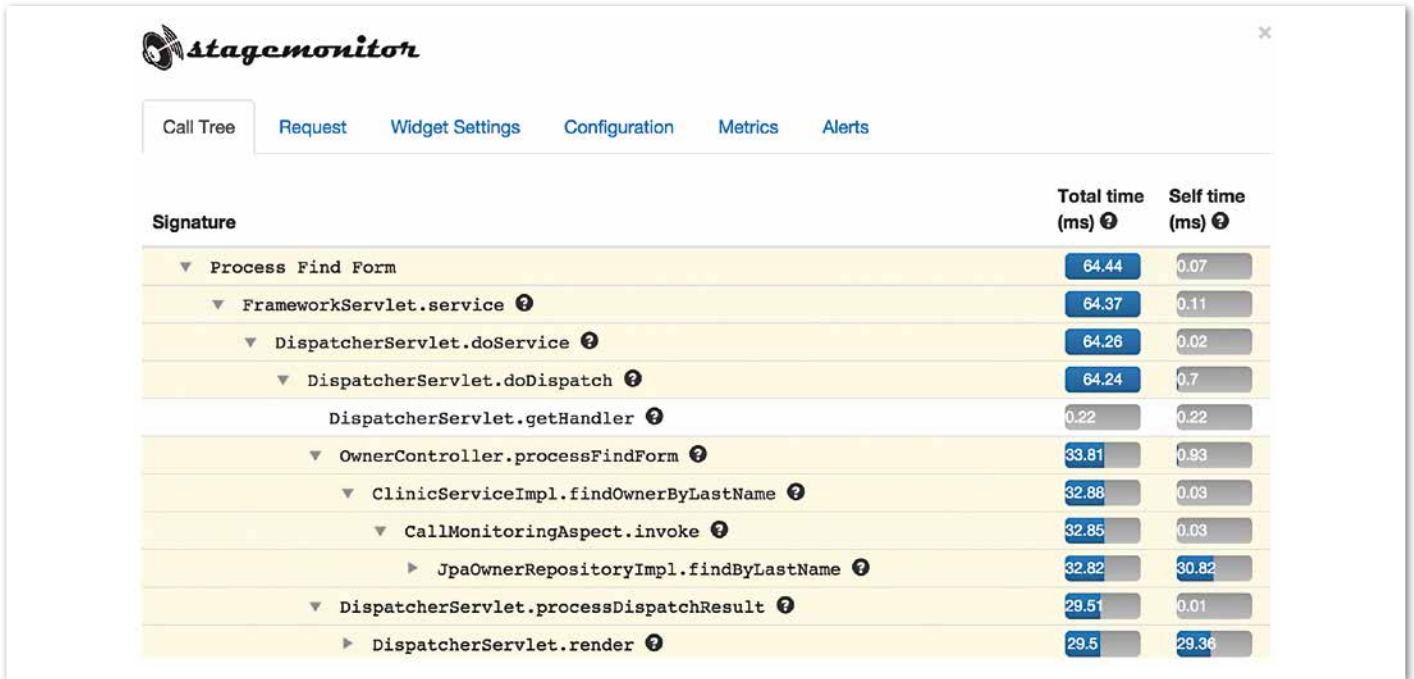 stagemonitor
×
Call Tree Request Widget Settings Configuration Metrics Alerts
Signature Total time (ms) ? Self time (ms) ?
▼ Process Find Form 64.44 0.07
▼ FrameworkServlet.service ? 64.37 0.11
▼ DispatcherServlet.doService ? 64.26 0.02
▼ DispatcherServlet.doDispatch ? 64.24 0.7
DispatcherServlet.getHandler ? 0.22 0.22
▼ OwnerController.processFindForm ? 33.81 0.93
▼ ClinicServiceImpl.findOwnerByLastName ? 32.88 0.03
▼ CallMonitoringAspect.invoke ? 32.85 0.03
▶ JpaOwnerRepositoryImpl.findByLastName ? 32.82 30.82
▼ DispatcherServlet.processDispatchResult ? 29.51 0.01
▶ DispatcherServlet.render ? 29.5 29.36